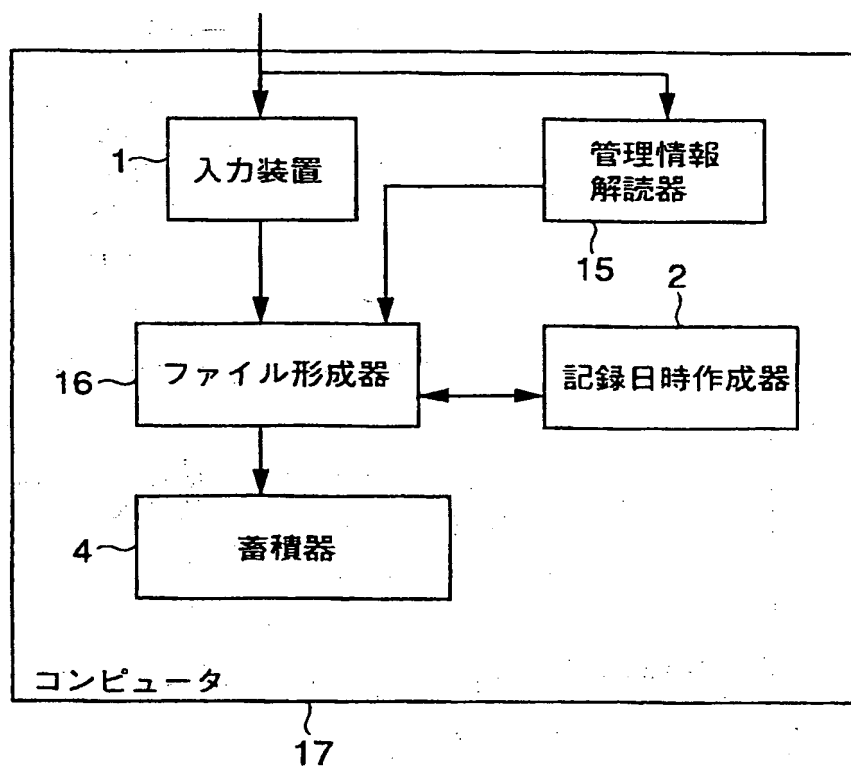 1
入力装置
管理情報
解読器
15
2
16
ファイル形成器
記録日時作成器
4
蓄積器
コンピュータ
17